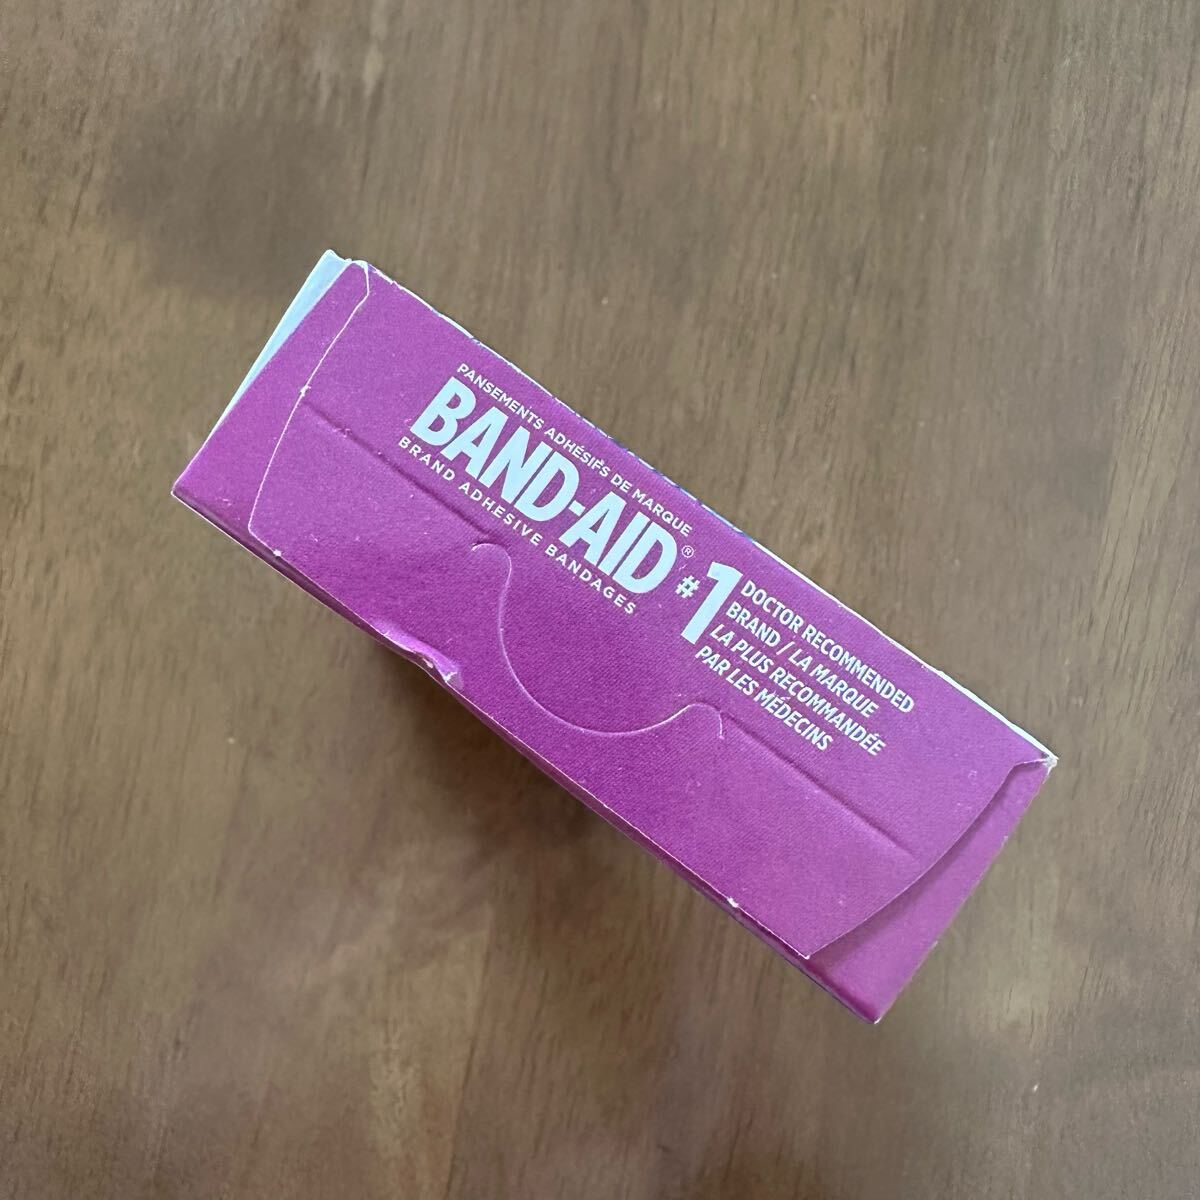 PANSEMENTS ADHÉSIFS DE MARQUE
BAND-AID®
BRAND ADHESIVE BANDAGES
#1
DOCTOR RECOMMENDED
BRAND / LA MARQUE
LA PLUS RECOMMANDÉE
PAR LES MÉDECINS